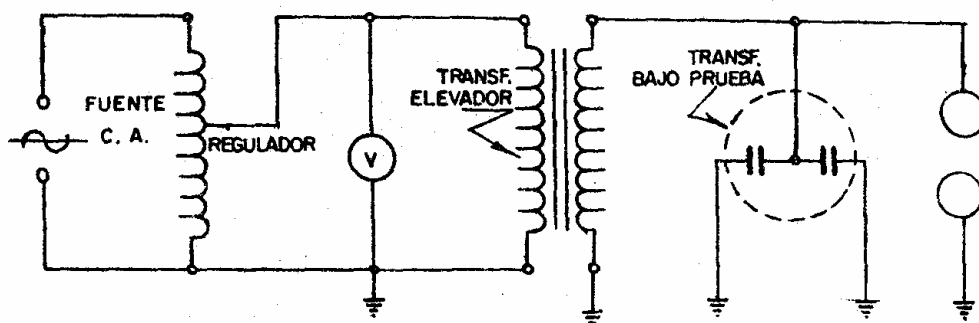 FUENTE
C. A.
REGULADOR
V
TRANSF.
ELEVADOR
TRANSF.
BAJO PRUEBA